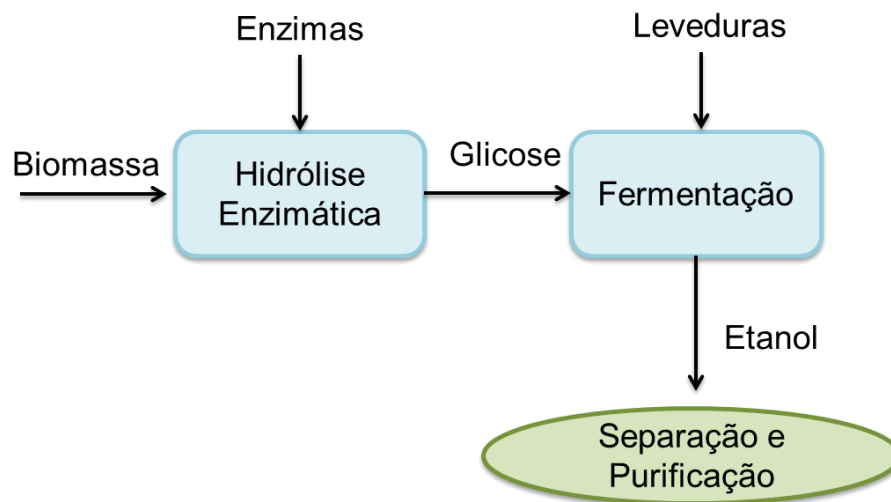 Enzimas
Leveduras
Biomassa
Hidrólise
Enzimática
Glicose
Fermentação
Etanol
Separação e
Purificação